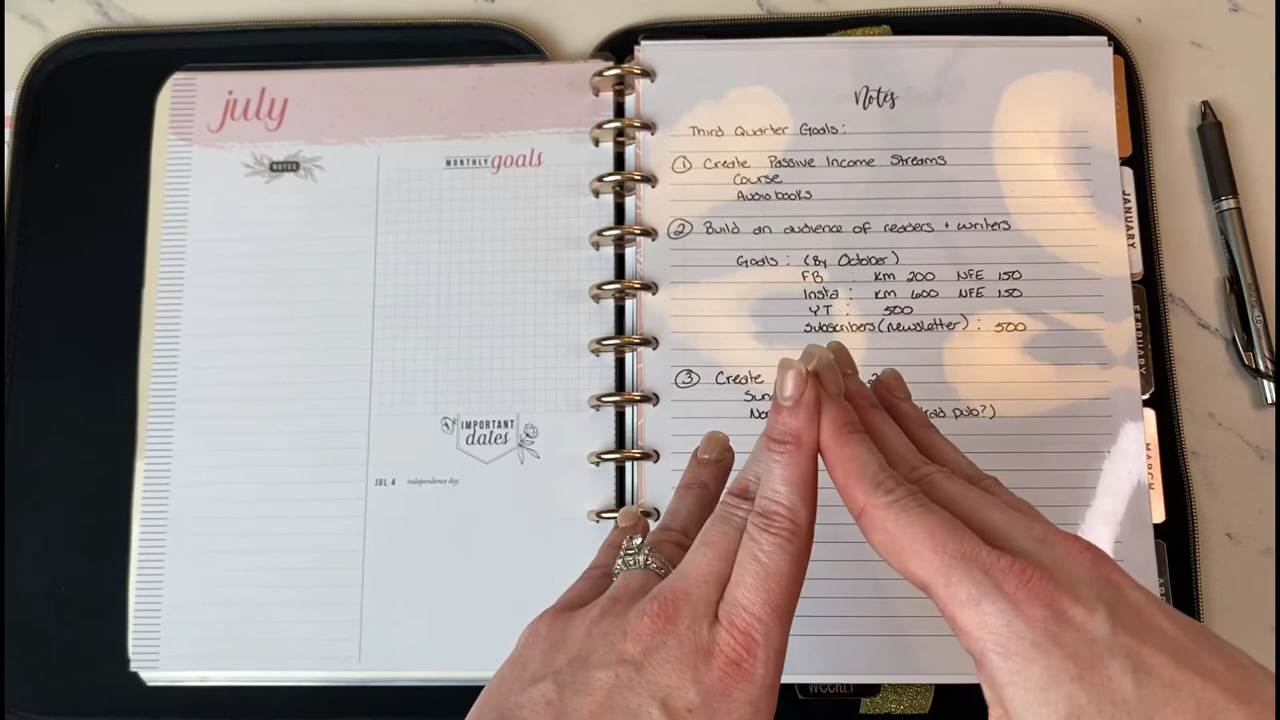 july
NOTES
MONTHLY goals
IMPORTANT
dates
JUL 4 independence day
Notes
Third Quarter Goals:
① Create Passive Income Streams
Course
Audiobooks
② Build an audience of readers + writers
Goals: (By October)
FB : KM 200 NFE 150
Insta : KM 600 NFE 150
YT : 500
Subscribers (newsletter) : 500
③ Create
pub?)
JANUARY
FEBRUARY
MARCH
WEEKLY